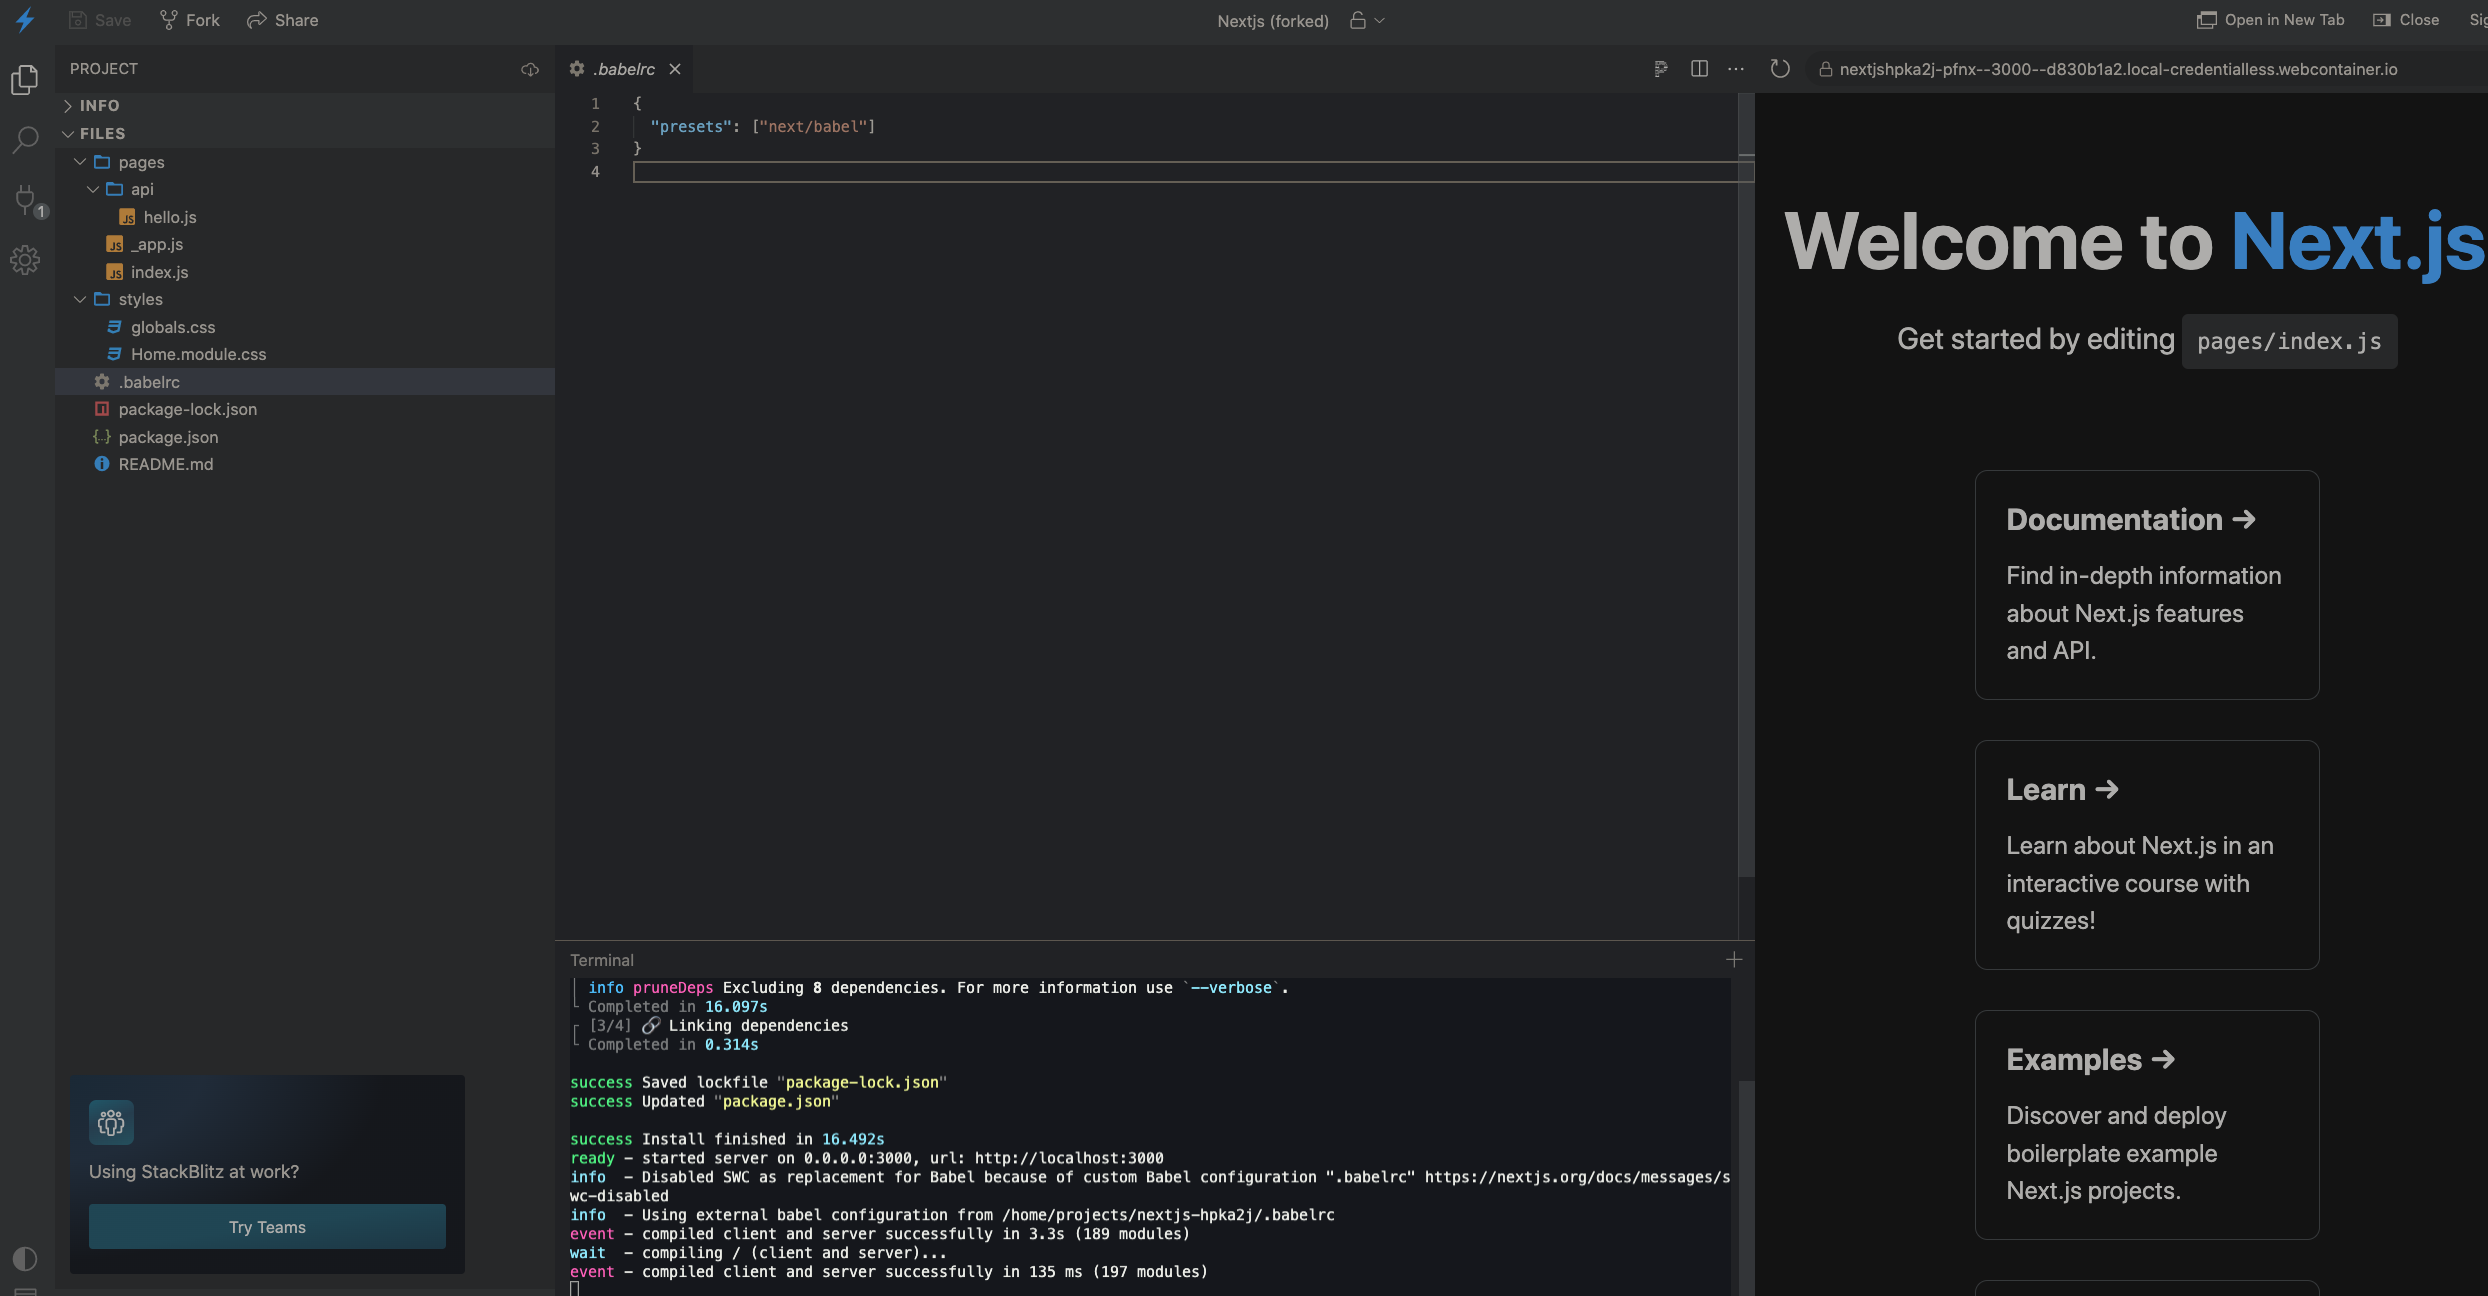 Save
Fork
Share
Nextjs (forked)
Open in New Tab
Close
PROJECT
INFO
FILES
pages
api
hello.js
_app.js
index.js
styles
globals.css
Home.module.css
.babelrc
package-lock.json
package.json
README.md
1
Using StackBlitz at work?
Try Teams
.babelrc
1 {
2 "presets": ["next/babel"]
3 }
4
Terminal
info pruneDeps Excluding 8 dependencies. For more information use `--verbose`.
Completed in 16.097s
[3/4] 🔗 Linking dependencies
Completed in 0.314s
success Saved lockfile "package-lock.json"
success Updated "package.json"
success Install finished in 16.492s
ready - started server on 0.0.0.0:3000, url: http://localhost:3000
info - Disabled SWC as replacement for Babel because of custom Babel configuration ".babelrc" https://nextjs.org/docs/messages/s
wc-disabled
info - Using external babel configuration from /home/projects/nextjs-hpka2j/.babelrc
event - compiled client and server successfully in 3.3s (189 modules)
wait - compiling / (client and server)...
event - compiled client and server successfully in 135 ms (197 modules)
nextjshpka2j-pfnx--3000--d830b1a2.local-credentialless.webcontainer.io
Welcome to Next.js
Get started by editing pages/index.js
Documentation →
Find in-depth information
about Next.js features
and API.
Learn →
Learn about Next.js in an
interactive course with
quizzes!
Examples →
Discover and deploy
boilerplate example
Next.js projects.